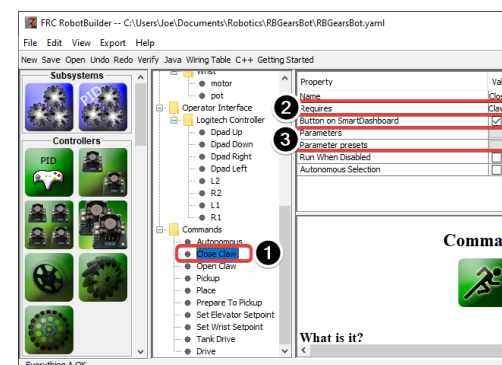 FRC RobotBuilder -- C:\Users\Joe\Documents\Robotics\RBGearsBot\RBGearsBot.yaml
File Edit View Export Help
New Save Open Undo Redo Verify Java Wiring Table C++ Getting Started
Subsystems
PID
Controllers
PID
Wrist
motor
pot
Operator Interface
Logitech Controller
Dpad Up
Dpad Down
Dpad Right
Dpad Left
L2
R2
L1
R1
Commands
Autonomous
Close Claw
1
Open Claw
Pickup
Place
Prepare To Pickup
Set Elevator Setpoint
Set Wrist Setpoint
Tank Drive
Drive
Property
Name
2
Requires
Button on SmartDashboard
3
Parameters
Parameter presets
Run When Disabled
Autonomous Selection
What is it?
Everything A OK